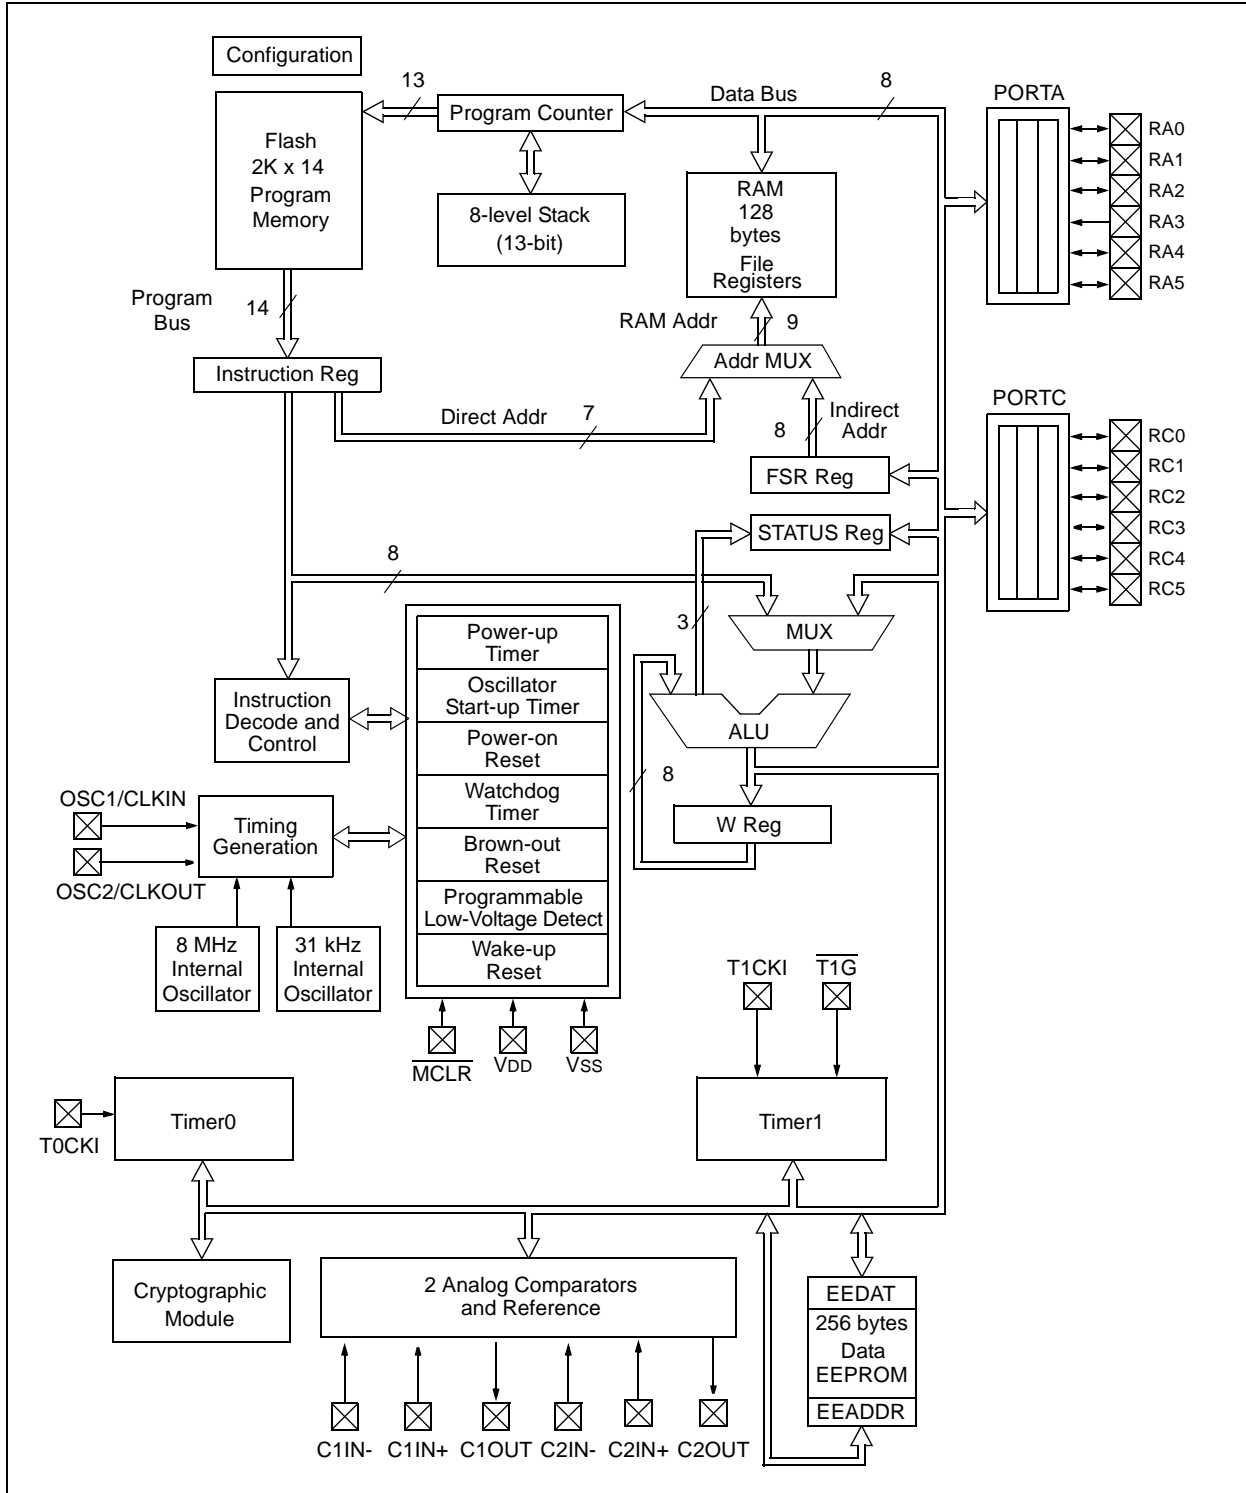 Configuration
13
Program Counter
Data Bus
8
PORTA
Flash
2K x 14
Program
Memory
8-level Stack
(13-bit)
RAM
128
bytes
File
Registers
RA0
RA1
RA2
RA3
RA4
RA5
Program
Bus
14
RAM Addr
9
Addr MUX
Instruction Reg
Direct Addr
7
8
Indirect
Addr
FSR Reg
STATUS Reg
PORTC
RC0
RC1
RC2
RC3
RC4
RC5
8
3
MUX
Power-up
Timer
Oscillator
Start-up Timer
Power-on
Reset
Watchdog
Timer
Brown-out
Reset
Programmable
Low-Voltage Detect
Wake-up
Reset
Instruction
Decode and
Control
ALU
8
W Reg
OSC1/CLKIN
Timing
Generation
OSC2/CLKOUT
8 MHz
Internal
Oscillator
31 kHz
Internal
Oscillator
MCLR
VDD
VSS
T1CKI
T1G
Timer0
T0CKI
Timer1
Cryptographic
Module
2 Analog Comparators
and Reference
EEDAT
256 bytes
Data
EEPROM
EEADDR
C1IN-
C1IN+
C1OUT
C2IN-
C2IN+
C2OUT